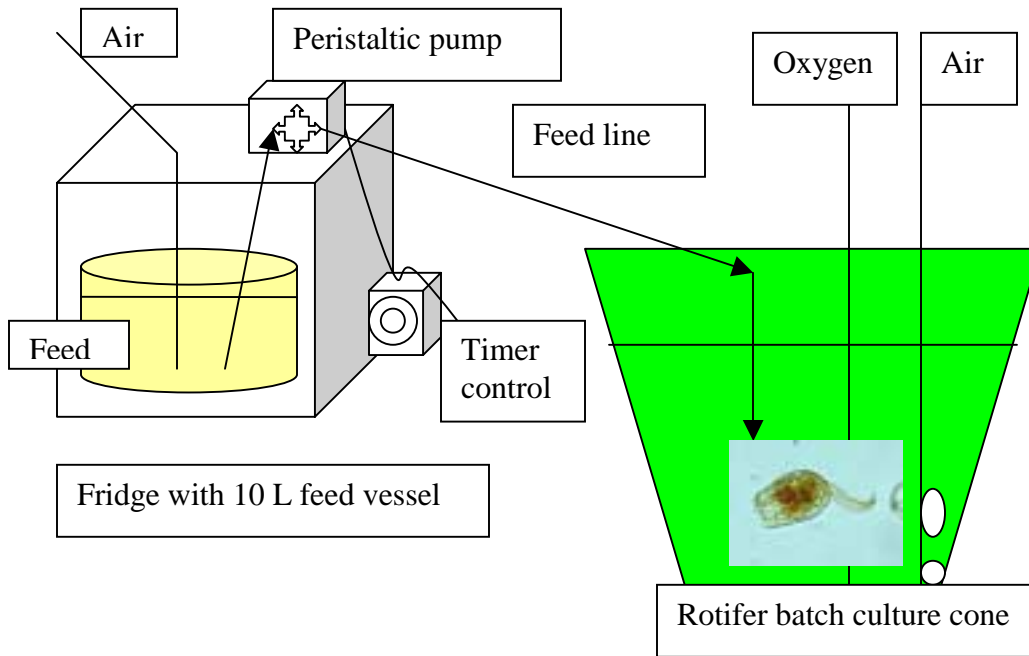 Air
Peristaltic pump
Oxygen
Air
Feed line
Feed
Timer
control
Fridge with 10 L feed vessel
Rotifer batch culture cone